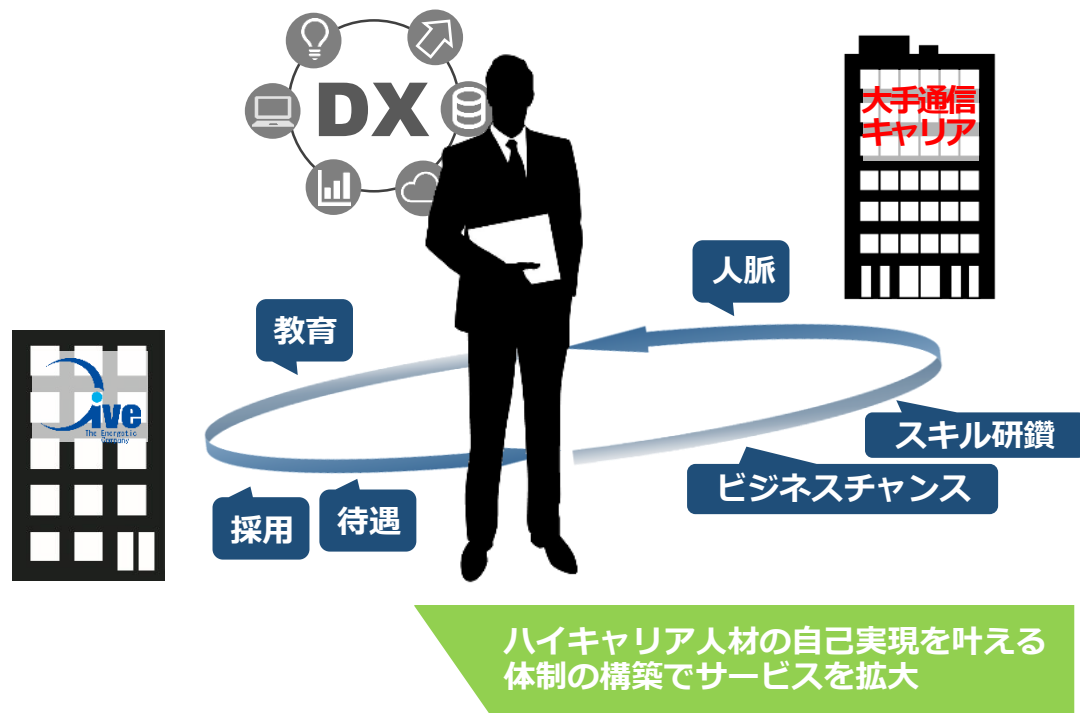 DX
大手通信
キャリア
人脈
教育
Dive
The Energetic
Company
スキル研鑽
ビジネスチャンス
採用
待遇
ハイキャリア人材の自己実現を叶える
体制の構築でサービスを拡大